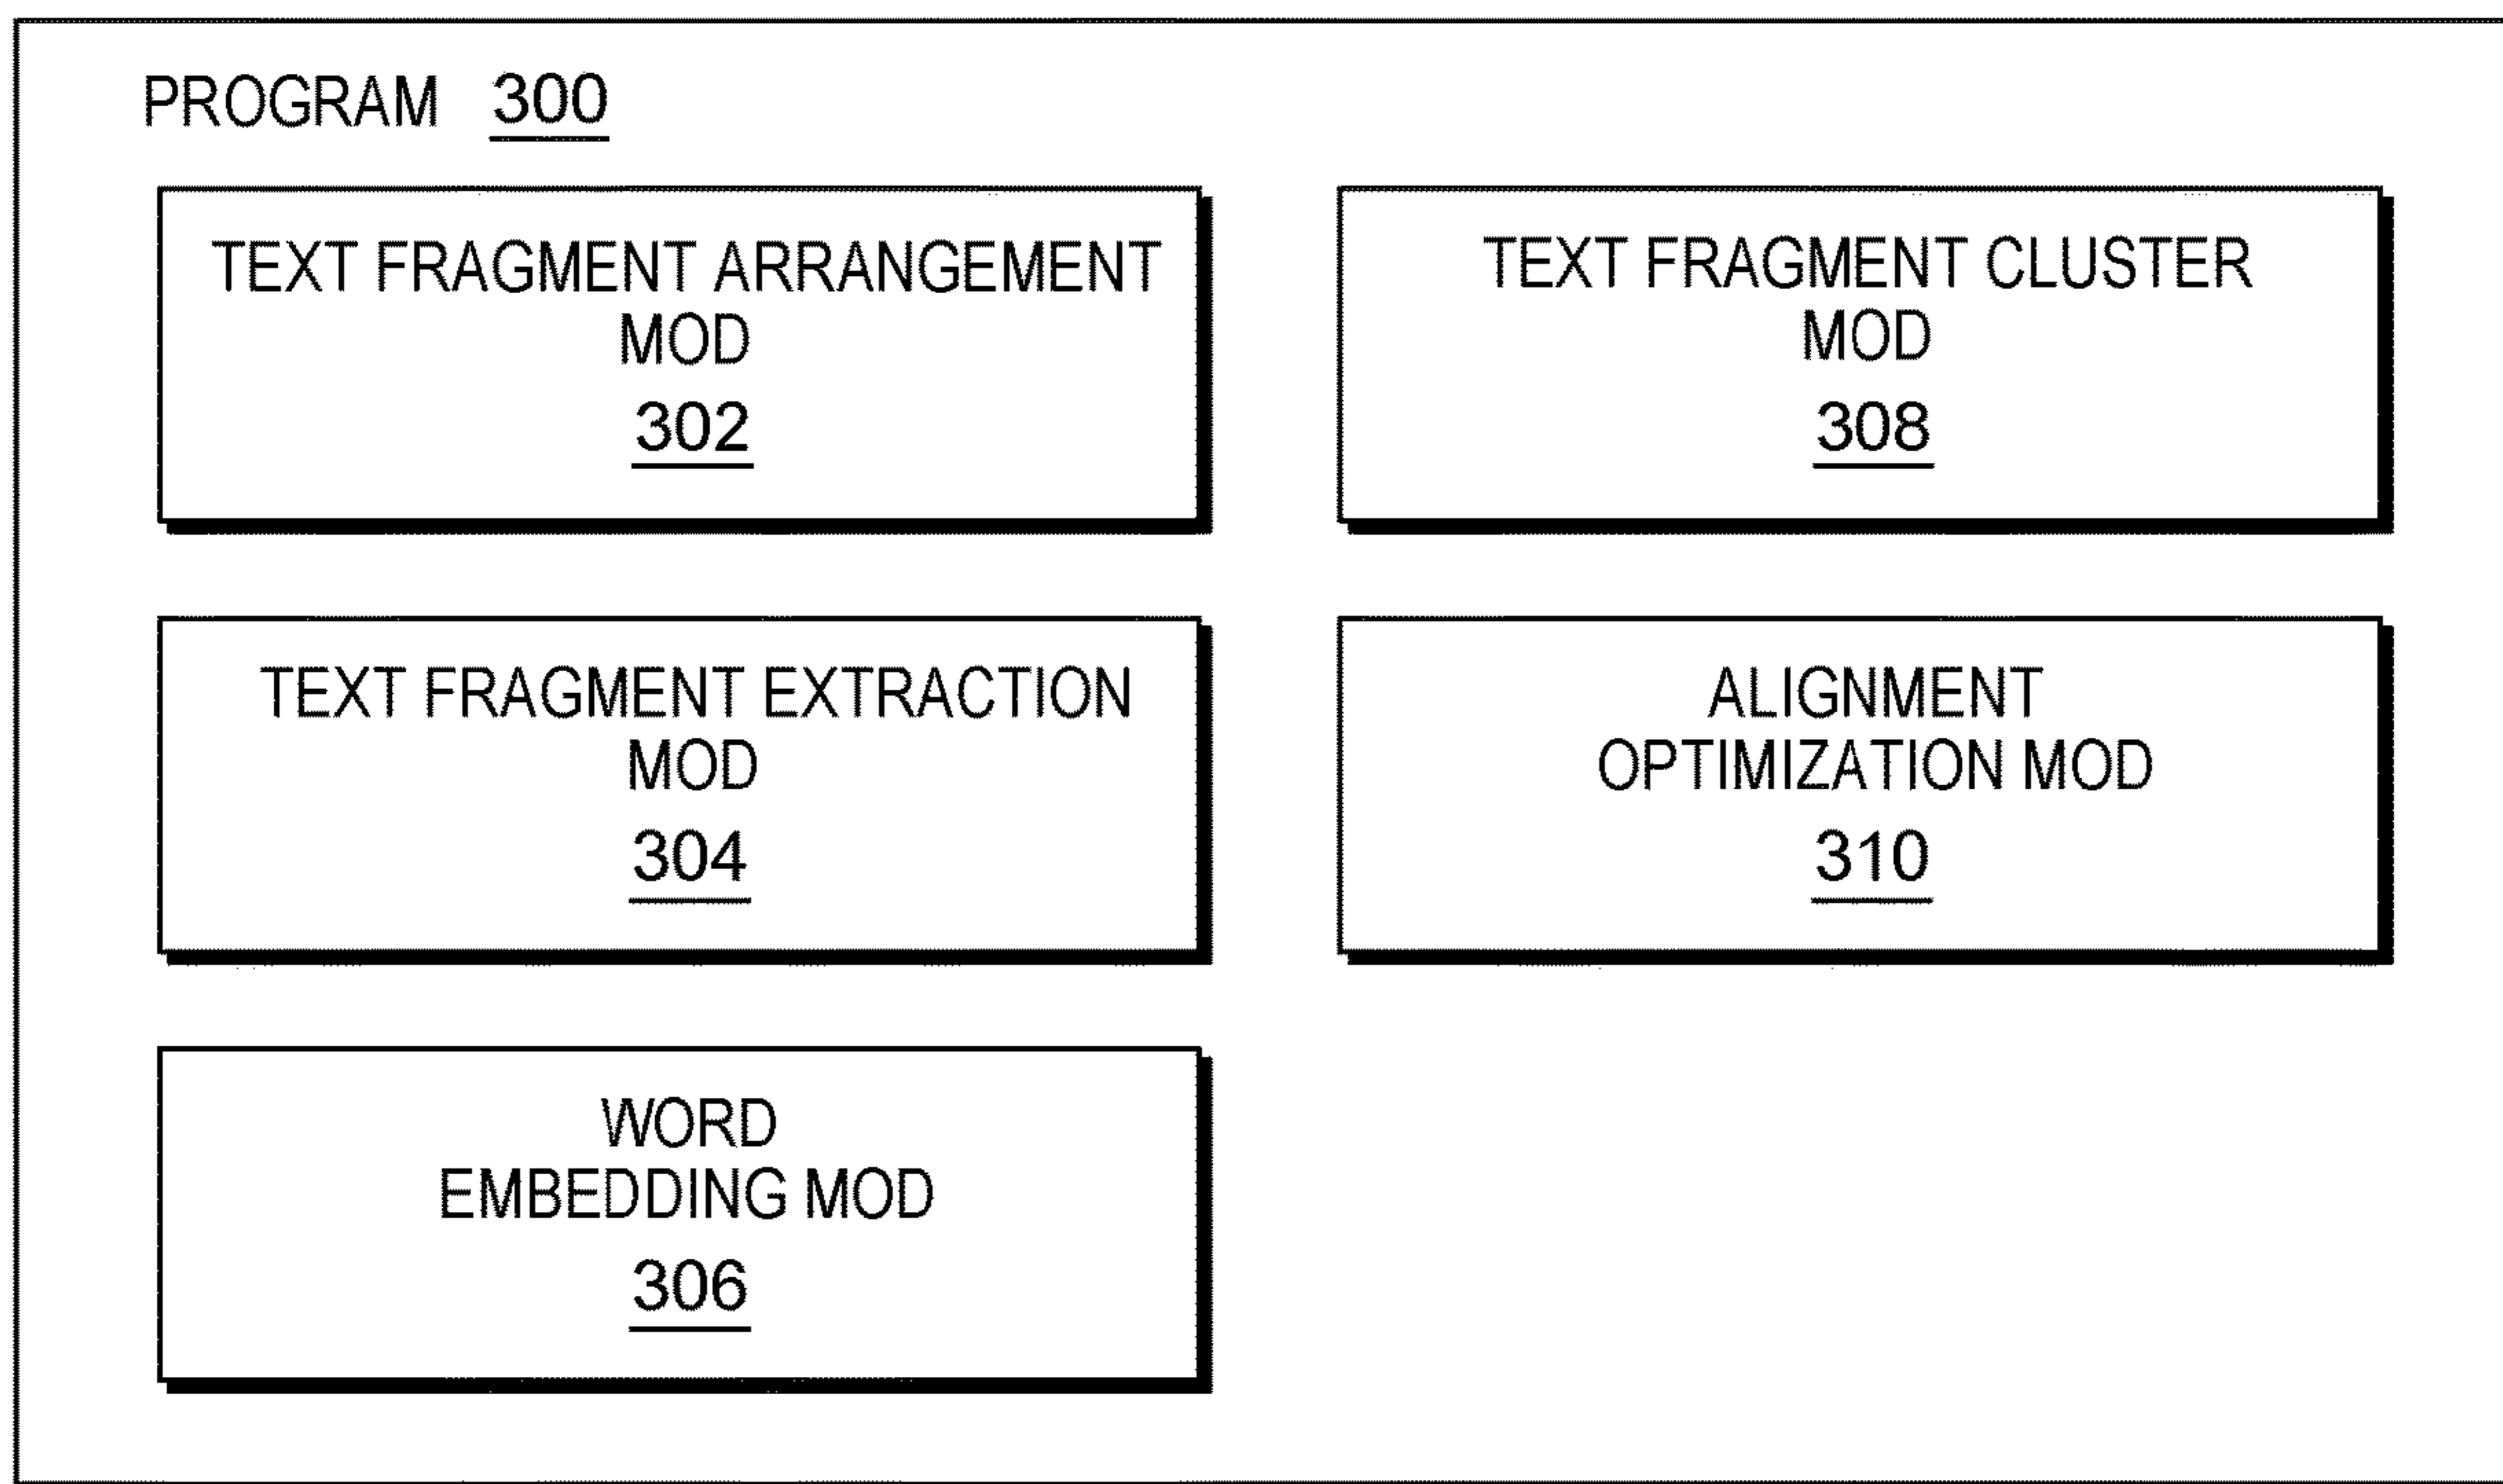 PROGRAM 300
TEXT FRAGMENT ARRANGEMENT
MOD
302
TEXT FRAGMENT EXTRACTION
MOD
304
WORD
EMBEDDING MOD
306
TEXT FRAGMENT CLUSTER
MOD
308
ALIGNMENT
OPTIMIZATION MOD
310